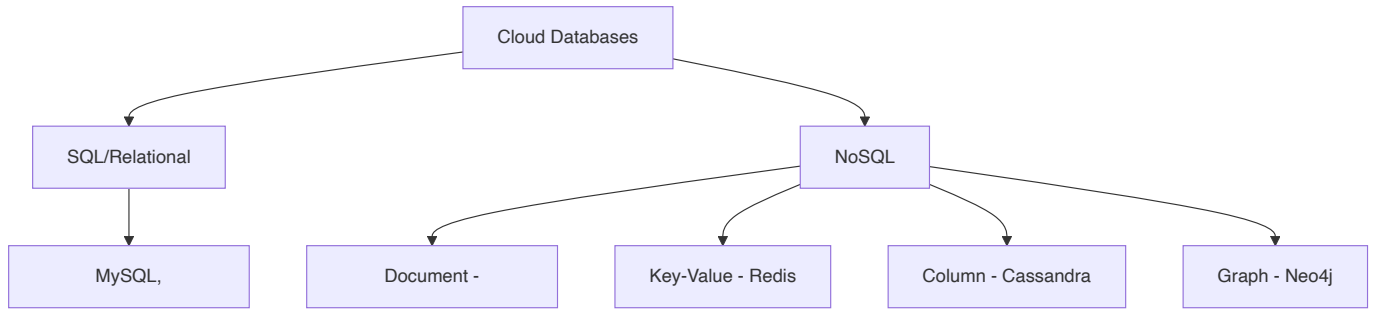 Cloud Databases
SQL/Relational
NoSQL
MySQL,
Document -
Key-Value - Redis
Column - Cassandra
Graph - Neo4j